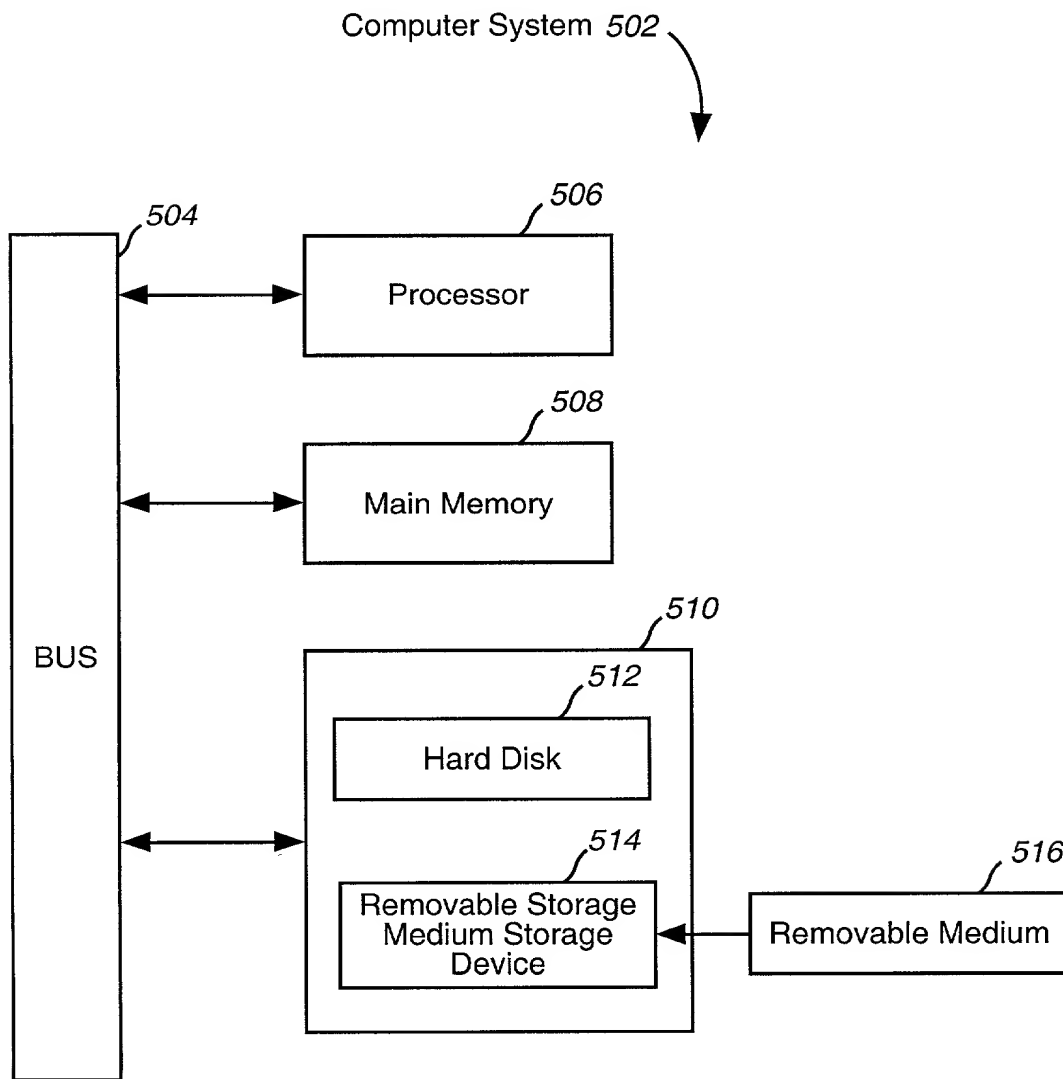 Computer System 502
504
506
Processor
508
Main Memory
BUS
510
512
Hard Disk
514
Removable Storage
Medium Storage
Device
516
Removable Medium